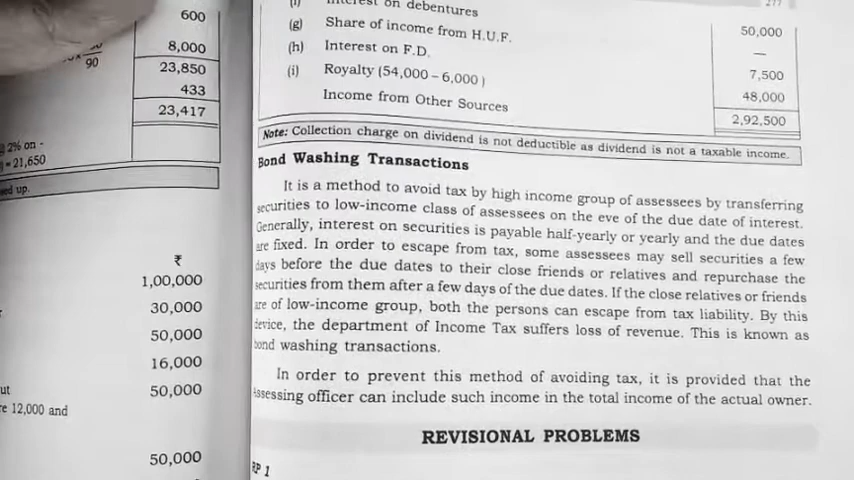 600
8,000
90
23,850
433
23,417
2% on -
= 21,650
ed up.
₹
1,00,000
30,000
50,000
16,000
50,000
ut
re 12,000 and
50,000
277
on debentures
(g) Share of income from H.U.F. 50,000
(h) Interest on F.D. —
(i) Royalty (54,000 – 6,000) 7,500
48,000
Income from Other Sources 2,92,500
Note: Collection charge on dividend is not deductible as dividend is not a taxable income.
Bond Washing Transactions
It is a method to avoid tax by high income group of assessees by transferring
securities to low-income class of assessees on the eve of the due date of interest.
Generally, interest on securities is payable half-yearly or yearly and the due dates
are fixed. In order to escape from tax, some assessees may sell securities a few
days before the due dates to their close friends or relatives and repurchase the
securities from them after a few days of the due dates. If the close relatives or friends
are of low-income group, both the persons can escape from tax liability. By this
device, the department of Income Tax suffers loss of revenue. This is known as
bond washing transactions.
In order to prevent this method of avoiding tax, it is provided that the
Assessing officer can include such income in the total income of the actual owner.
REVISIONAL PROBLEMS
RP 1